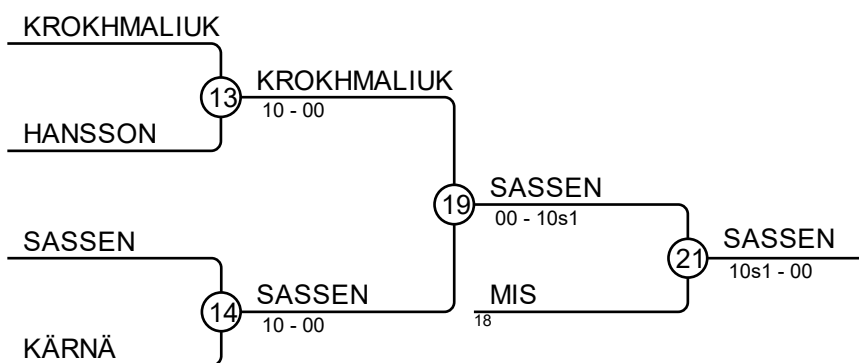 KROKHMALIUK
13
KROKHMALIUK
10 - 00
HANSSON
19
SASSEN
00 - 10s1
SASSEN
21
SASSEN
10s1 - 00
14
SASSEN
10 - 00
MIS
18
KÄRNÄ